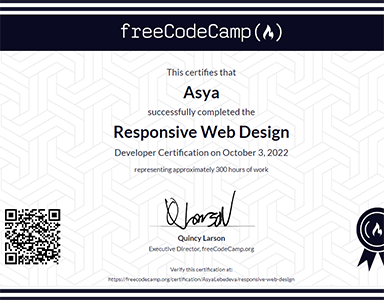 freeCodeCamp
This certifies that
Asya
successfully completed the
Responsive Web Design
Developer Certification on October 3, 2022
representing approximately 300 hours of work
Quincy Larson
Executive Director, freeCodeCamp.org
Verify this certification at:
https://freecodecamp.org/certification/AsyaLebedeva/responsive-web-design